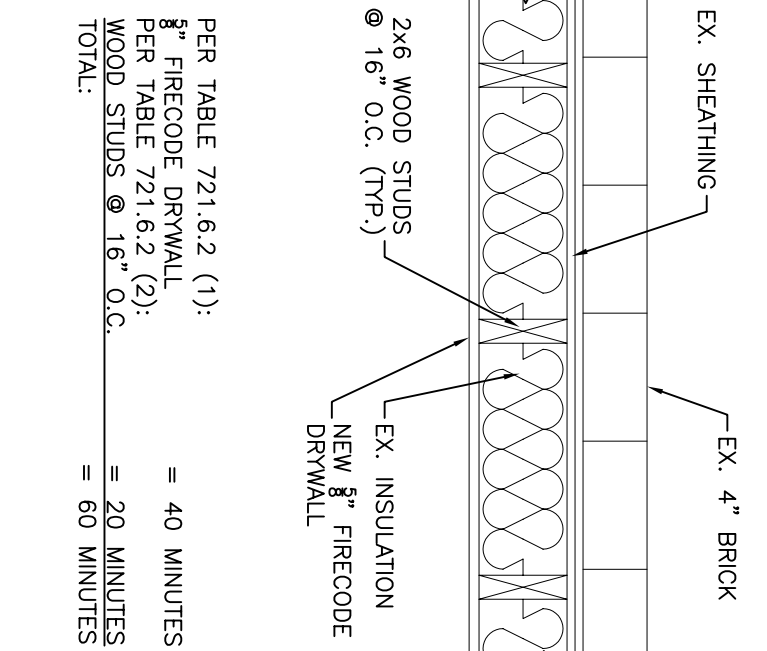 EX. 4" BRICK
EX. SHEATHING
2x6 WOOD STUDS
@ 16" O.C. (TYP.)
EX. INSULATION
NEW 5/8" FIRECODE
DRYWALL
PER TABLE 721.6.2 (1):
5/8" FIRECODE DRYWALL = 40 MINUTES
PER TABLE 721.6.2 (2):
WOOD STUDS @ 16" O.C. = 20 MINUTES
TOTAL: = 60 MINUTES